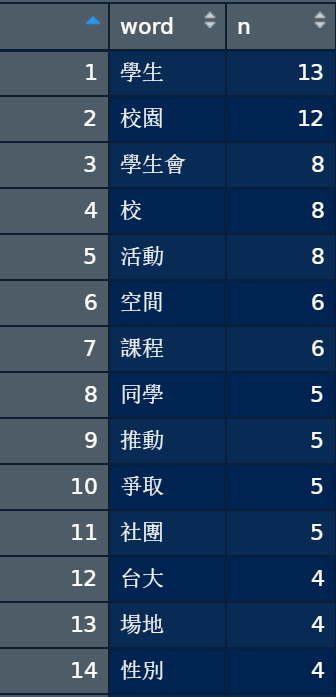 word n
1 學生 13
2 校園 12
3 學生會 8
4 校 8
5 活動 8
6 空間 6
7 課程 6
8 同學 5
9 推動 5
10 爭取 5
11 社團 5
12 台大 4
13 場地 4
14 性別 4